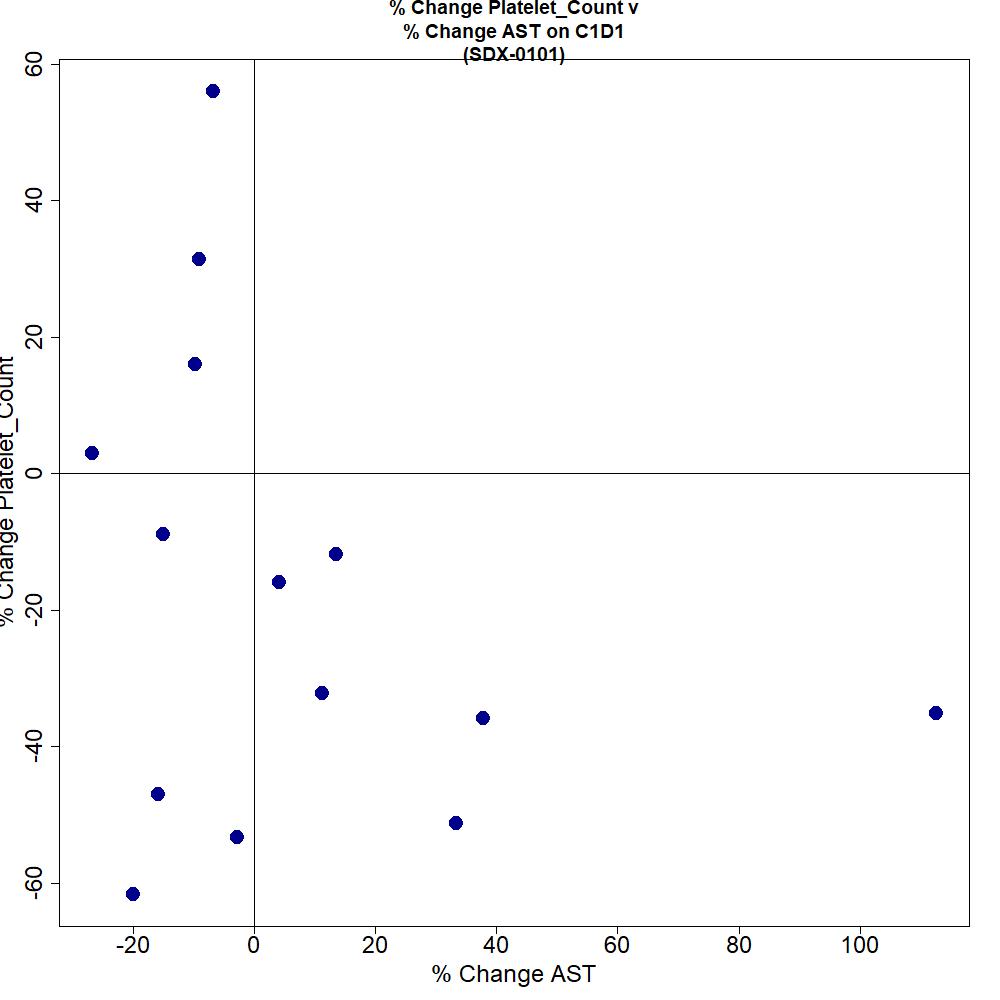 % Change Platelet_Count v
% Change AST on C1D1
(SDX-0101)
% Change Platelet_Count
60
40
20
0
-20
-40
-60
-20 0 20 40 60 80 100
% Change AST